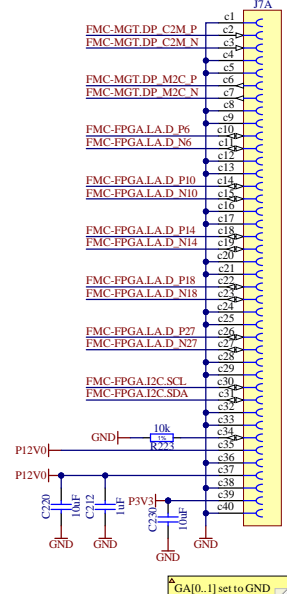 J7A
c1
FMC-MGT.DP_C2M_P c2
FMC-MGT.DP_C2M_N c3
c4
c5
FMC-MGT.DP_M2C_P c6
FMC-MGT.DP_M2C_N c7
c8
c9
FMC-FPGA.LA.D_P6 c10
FMC-FPGA.LA.D_N6 c11
c12
c13
FMC-FPGA.LA.D_P10 c14
FMC-FPGA.LA.D_N10 c15
c16
c17
FMC-FPGA.LA.D_P14 c18
FMC-FPGA.LA.D_N14 c19
c20
c21
FMC-FPGA.LA.D_P18 c22
FMC-FPGA.LA.D_N18 c23
c24
c25
FMC-FPGA.LA.D_P27 c26
FMC-FPGA.LA.D_N27 c27
c28
c29
FMC-FPGA.I2C.SCL c30
FMC-FPGA.I2C.SDA c31
c32
c33
10k
GND 1% c34
R223
P12V0 c35
c36
P12V0 c37
c38
P3V3 c39
c40
C220 10uF
C212 1uF
C230 10uF
GND GND GND
GA[0..1] set to GND